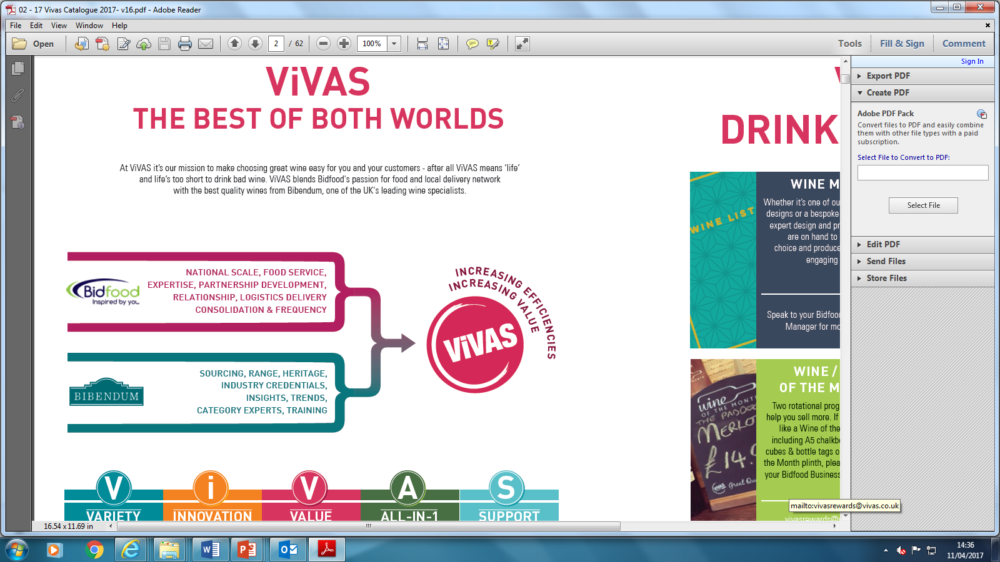 02 - 17 Vivas Catalogue 2017- v16.pdf - Adobe Reader
File Edit View Window Help
Open 2 / 62 100% Tools Fill & Sign Comment
Sign In
Export PDF
Create PDF
Adobe PDF Pack
Convert files to PDF and easily combine
them with other file types with a paid
subscription.
Select File to Convert to PDF:
Select File
Edit PDF
Send Files
Store Files
ViVAS
THE BEST OF BOTH WORLDS
At ViVAS it's our mission to make choosing great wine easy for you and your customers - after all ViVAS means 'life'
and life's too short to drink bad wine. ViVAS blends Bidfood's passion for food and local delivery network
with the best quality wines from Bibendum, one of the UK's leading wine specialists.
Bidfood
Inspired by you.
NATIONAL SCALE, FOOD SERVICE,
EXPERTISE, PARTNERSHIP DEVELOPMENT,
RELATIONSHIP, LOGISTICS DELIVERY
CONSOLIDATION & FREQUENCY
BIBENDUM
SOURCING, RANGE, HERITAGE,
INDUSTRY CREDENTIALS,
INSIGHTS, TRENDS,
CATEGORY EXPERTS, TRAINING
INCREASING EFFICIENCIES
INCREASING VALUE
ViVAS
V i V A S
VARIETY INNOVATION VALUE ALL-IN-1 SUPPORT
DRINK
WINE LIST
WINE M
Whether it's one of ou
designs or a bespoke
expert design and pr
are on hand to
choice and produce
engaging
Speak to your Bidfoo
Manager for mo
wine
OF THE MONTH
THE PADDO
MERLO
£14.9
vivas Great Qu
WINE /
OF THE M
Two rotational prog
help you sell more. If
like a Wine of the
including A5 chalkb
cubes & bottle tags o
the Month plinth, plea
your Bidfood Business
vivasrewards@v
mailto:vivasrewards@vivas.co.uk
16.54 x 11.69 in
14:36
11/04/2017